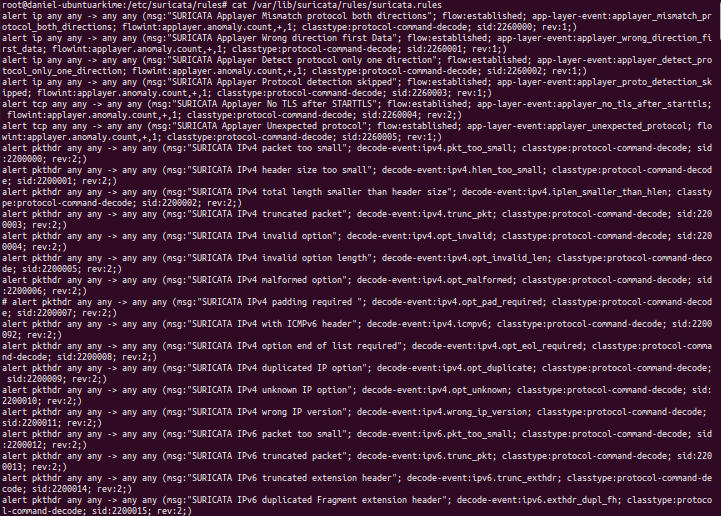 root@daniel-ubuntuarkime:/etc/suricata/rules# cat /var/lib/suricata/rules/suricata.rules
alert ip any any -> any any (msg:"SURICATA Applayer Mismatch protocol both directions"; flow:established; app-layer-event:applayer_mismatch_pr
otocol_both_directions; flowint:applayer.anomaly.count,+,1; classtype:protocol-command-decode; sid:2260000; rev:1;)
alert ip any any -> any any (msg:"SURICATA Applayer Wrong direction first Data"; flow:established; app-layer-event:applayer_wrong_direction_fi
rst_data; flowint:applayer.anomaly.count,+,1; classtype:protocol-command-decode; sid:2260001; rev:1;)
alert ip any any -> any any (msg:"SURICATA Applayer Detect protocol only one direction"; flow:established; app-layer-event:applayer_detect_pro
tocol_only_one_direction; flowint:applayer.anomaly.count,+,1; classtype:protocol-command-decode; sid:2260002; rev:1;)
alert ip any any -> any any (msg:"SURICATA Applayer Protocol detection skipped"; flow:established; app-layer-event:applayer_proto_detection_sk
ipped; flowint:applayer.anomaly.count,+,1; classtype:protocol-command-decode; sid:2260003; rev:1;)
alert tcp any any -> any any (msg:"SURICATA Applayer No TLS after STARTTLS"; flow:established; app-layer-event:applayer_no_tls_after_starttls;
 flowint:applayer.anomaly.count,+,1; classtype:protocol-command-decode; sid:2260004; rev:2;)
alert tcp any any -> any any (msg:"SURICATA Applayer Unexpected protocol"; flow:established; app-layer-event:applayer_unexpected_protocol; flo
wint:applayer.anomaly.count,+,1; classtype:protocol-command-decode; sid:2260005; rev:1;)
alert pkthdr any any -> any any (msg:"SURICATA IPv4 packet too small"; decode-event:ipv4.pkt_too_small; classtype:protocol-command-decode; sid
:2200000; rev:2;)
alert pkthdr any any -> any any (msg:"SURICATA IPv4 header size too small"; decode-event:ipv4.hlen_too_small; classtype:protocol-command-decod
e; sid:2200001; rev:2;)
alert pkthdr any any -> any any (msg:"SURICATA IPv4 total length smaller than header size"; decode-event:ipv4.iplen_smaller_than_hlen; classty
pe:protocol-command-decode; sid:2200002; rev:2;)
alert pkthdr any any -> any any (msg:"SURICATA IPv4 truncated packet"; decode-event:ipv4.trunc_pkt; classtype:protocol-command-decode; sid:220
0003; rev:2;)
alert pkthdr any any -> any any (msg:"SURICATA IPv4 invalid option"; decode-event:ipv4.opt_invalid; classtype:protocol-command-decode; sid:220
0004; rev:2;)
alert pkthdr any any -> any any (msg:"SURICATA IPv4 invalid option length"; decode-event:ipv4.opt_invalid_len; classtype:protocol-command-deco
de; sid:2200005; rev:2;)
alert pkthdr any any -> any any (msg:"SURICATA IPv4 malformed option"; decode-event:ipv4.opt_malformed; classtype:protocol-command-decode; sid
:2200006; rev:2;)
# alert pkthdr any any -> any any (msg:"SURICATA IPv4 padding required "; decode-event:ipv4.opt_pad_required; classtype:protocol-command-decod
e; sid:2200007; rev:2;)
alert pkthdr any any -> any any (msg:"SURICATA IPv4 with ICMPv6 header"; decode-event:ipv4.icmpv6; classtype:protocol-command-decode; sid:2200
092; rev:2;)
alert pkthdr any any -> any any (msg:"SURICATA IPv4 option end of list required"; decode-event:ipv4.opt_eol_required; classtype:protocol-comma
nd-decode; sid:2200008; rev:2;)
alert pkthdr any any -> any any (msg:"SURICATA IPv4 duplicated IP option"; decode-event:ipv4.opt_duplicate; classtype:protocol-command-decode;
 sid:2200009; rev:2;)
alert pkthdr any any -> any any (msg:"SURICATA IPv4 unknown IP option"; decode-event:ipv4.opt_unknown; classtype:protocol-command-decode; sid:
2200010; rev:2;)
alert pkthdr any any -> any any (msg:"SURICATA IPv4 wrong IP version"; decode-event:ipv4.wrong_ip_version; classtype:protocol-command-decode; 
sid:2200011; rev:2;)
alert pkthdr any any -> any any (msg:"SURICATA IPv6 packet too small"; decode-event:ipv6.pkt_too_small; classtype:protocol-command-decode; sid
:2200012; rev:2;)
alert pkthdr any any -> any any (msg:"SURICATA IPv6 truncated packet"; decode-event:ipv6.trunc_pkt; classtype:protocol-command-decode; sid:220
0013; rev:2;)
alert pkthdr any any -> any any (msg:"SURICATA IPv6 truncated extension header"; decode-event:ipv6.trunc_exthdr; classtype:protocol-command-de
code; sid:2200014; rev:2;)
alert pkthdr any any -> any any (msg:"SURICATA IPv6 duplicated Fragment extension header"; decode-event:ipv6.exthdr_dupl_fh; classtype:protoco
l-command-decode; sid:2200015; rev:2;)